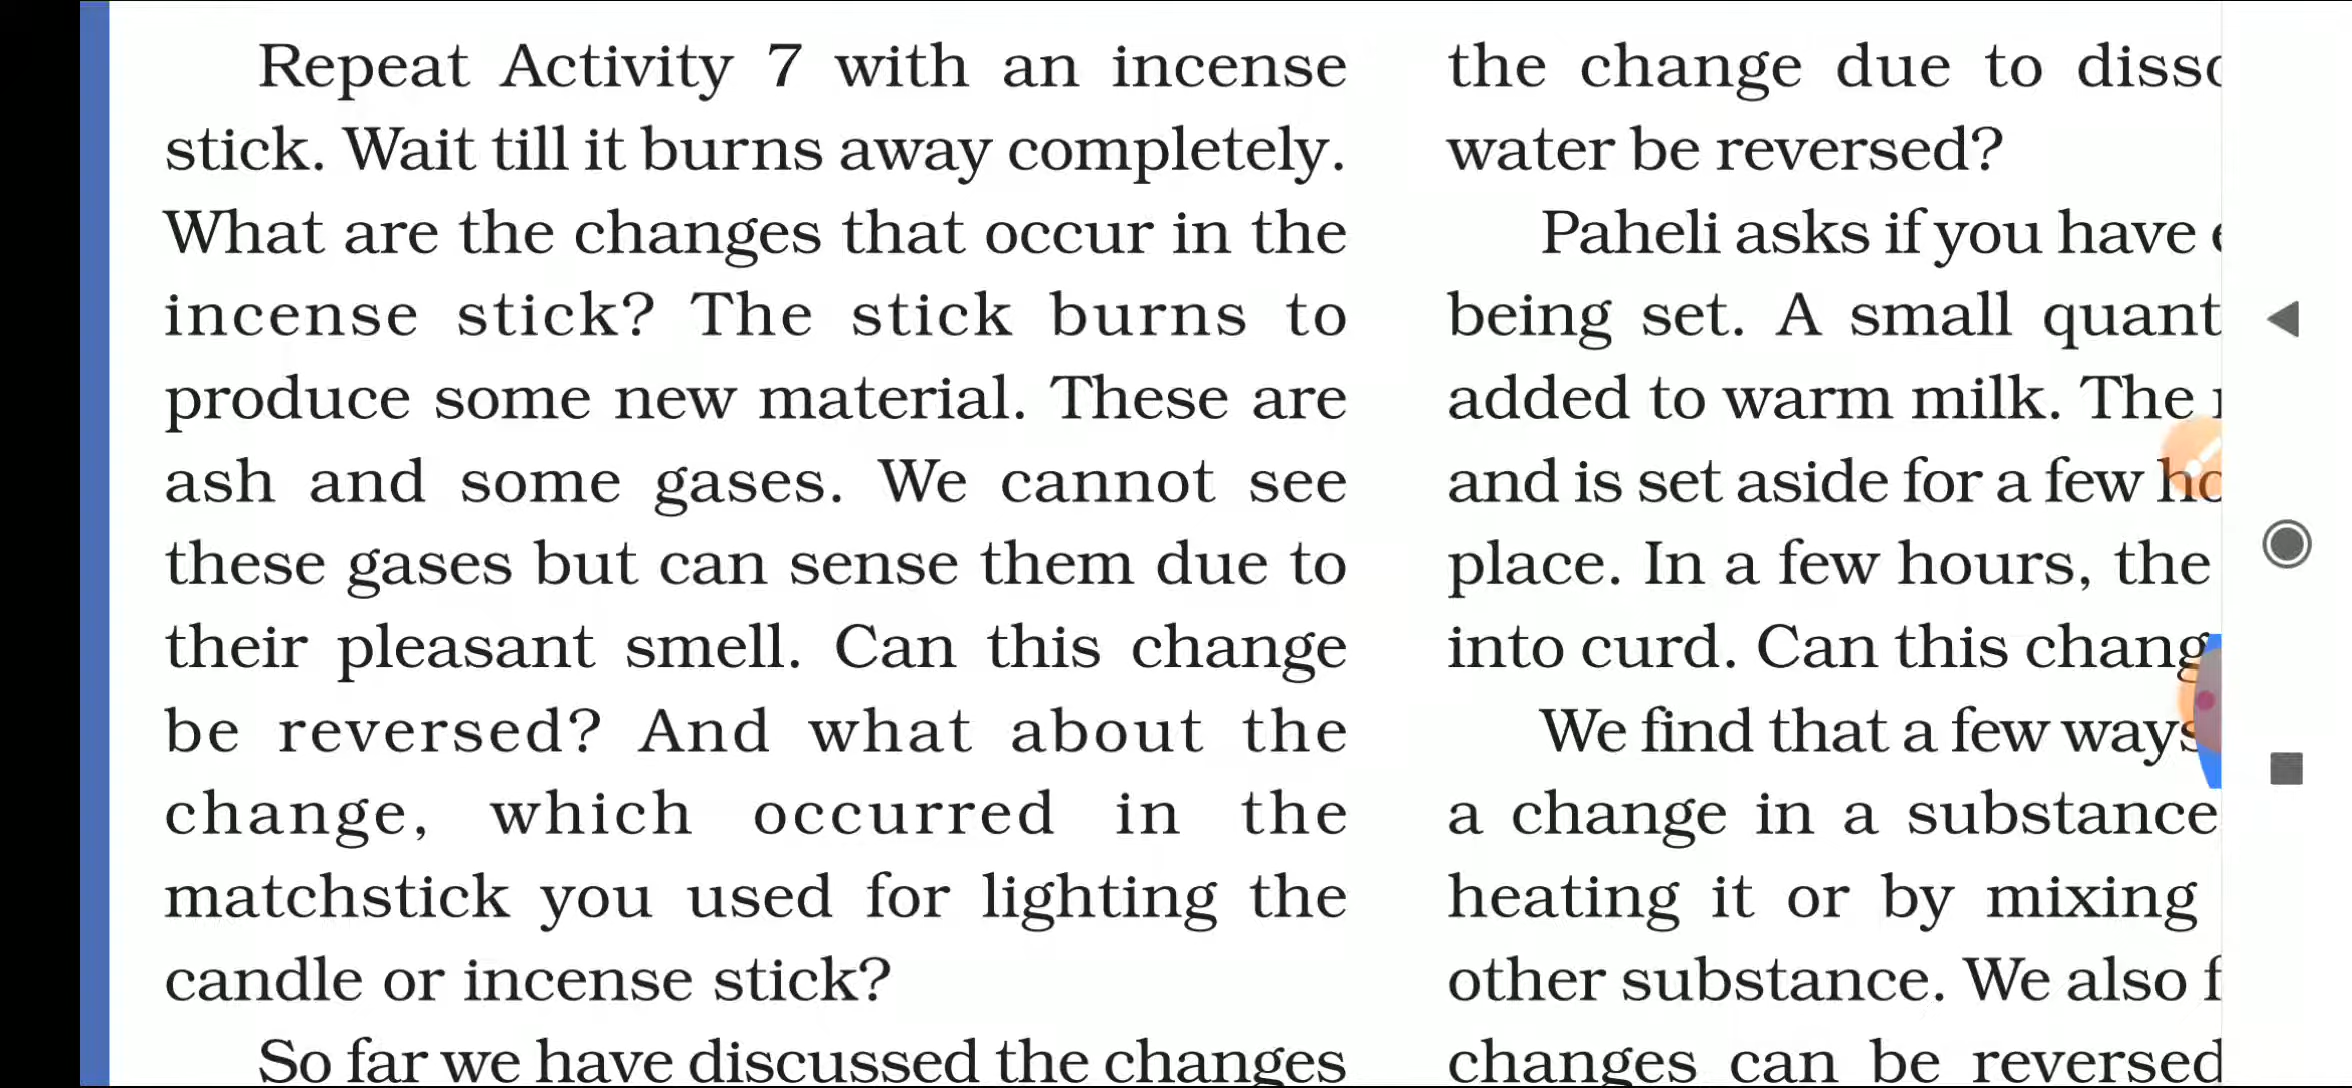 Repeat Activity 7 with an incense
stick. Wait till it burns away completely.
What are the changes that occur in the
incense stick? The stick burns to
produce some new material. These are
ash and some gases. We cannot see
these gases but can sense them due to
their pleasant smell. Can this change
be reversed? And what about the
change, which occurred in the
matchstick you used for lighting the
candle or incense stick?
So far we have discussed the changes
the change due to
water be reversed?
Paheli asks if you have
being set. A small
added to warm milk. The
and is set aside for a few
place. In a few hours, the
into curd. Can this
We find that a few ways
a change in a substance
heating it or by mixing
other substance. We also
changes can be reversed